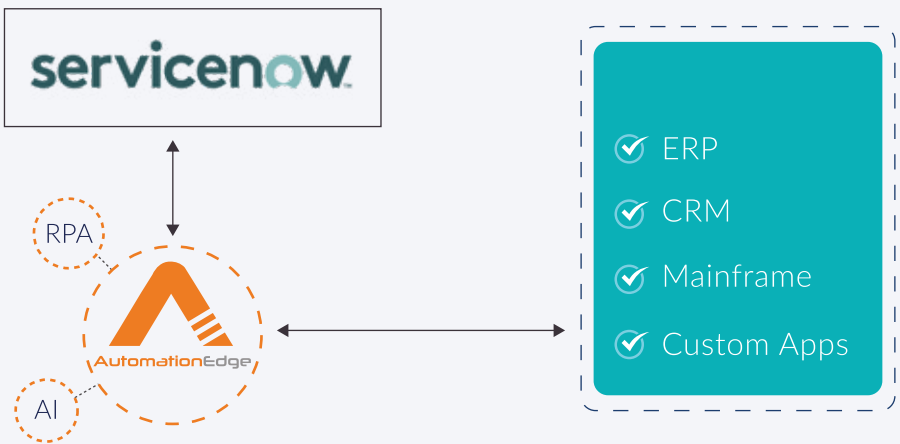 servicenow
RPA
AutomationEdge
AI
ERP
CRM
Mainframe
Custom Apps